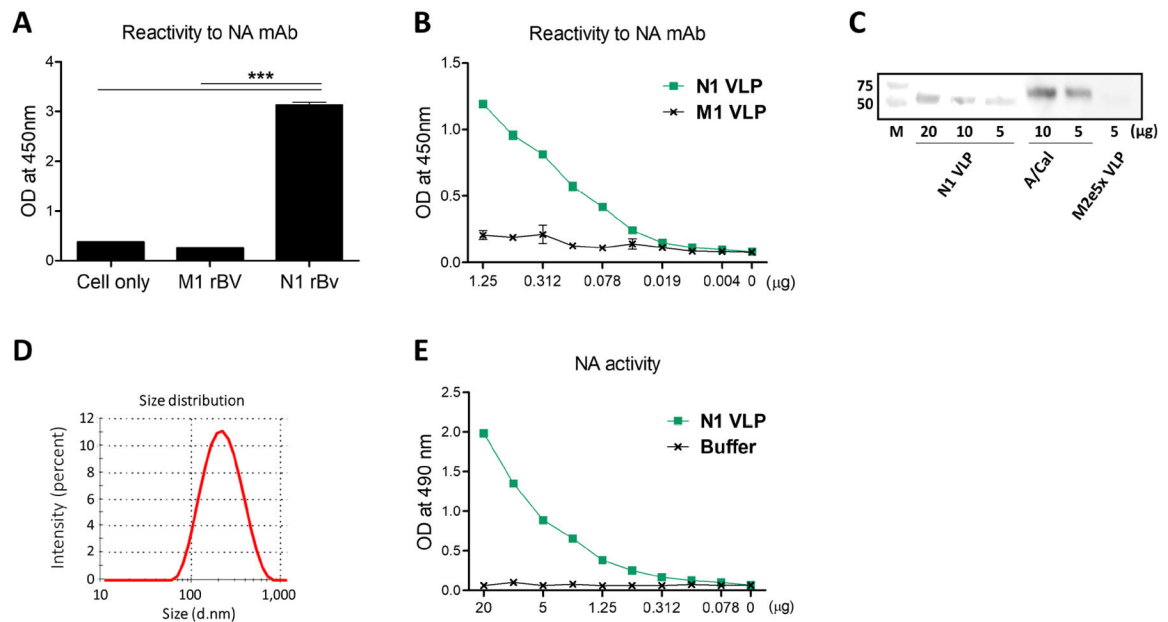 A
Reactivity to NA mAb
OD at 450nm
4
3
2
1
0
***
Cell only M1 rBV N1 rBv
B
Reactivity to NA mAb
OD at 450nm
1.5
1.0
0.5
0.0
N1 VLP
M1 VLP
1.25 0.312 0.078 0.019 0.004 0 (μg)
C
75
50
M 20 10 5 10 5 5 (μg)
N1 VLP
A/Cal
M2e5x VLP
D
Size distribution
Intensity (percent)
12
10
8
6
4
2
0
10 100 1,000
Size (d.nm)
E
NA activity
OD at 490 nm
2.5
2.0
1.5
1.0
0.5
0.0
N1 VLP
Buffer
20 5 1.25 0.312 0.078 0 (μg)